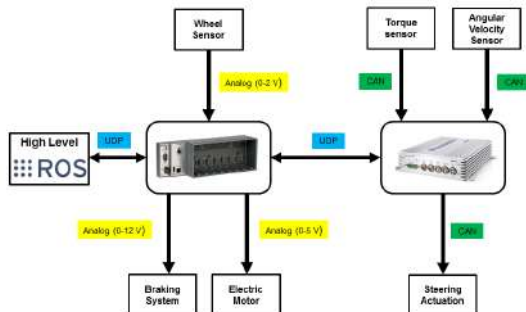 Wheel
Sensor
Torque
sensor
Angular
Velocity
Sensor
Analog (0-2 V)
CAN
CAN
High Level
ROS
UDP
UDP
Analog (0-12 V)
Analog (0-5 V)
CAN
Braking
System
Electric
Motor
Steering
Actuation